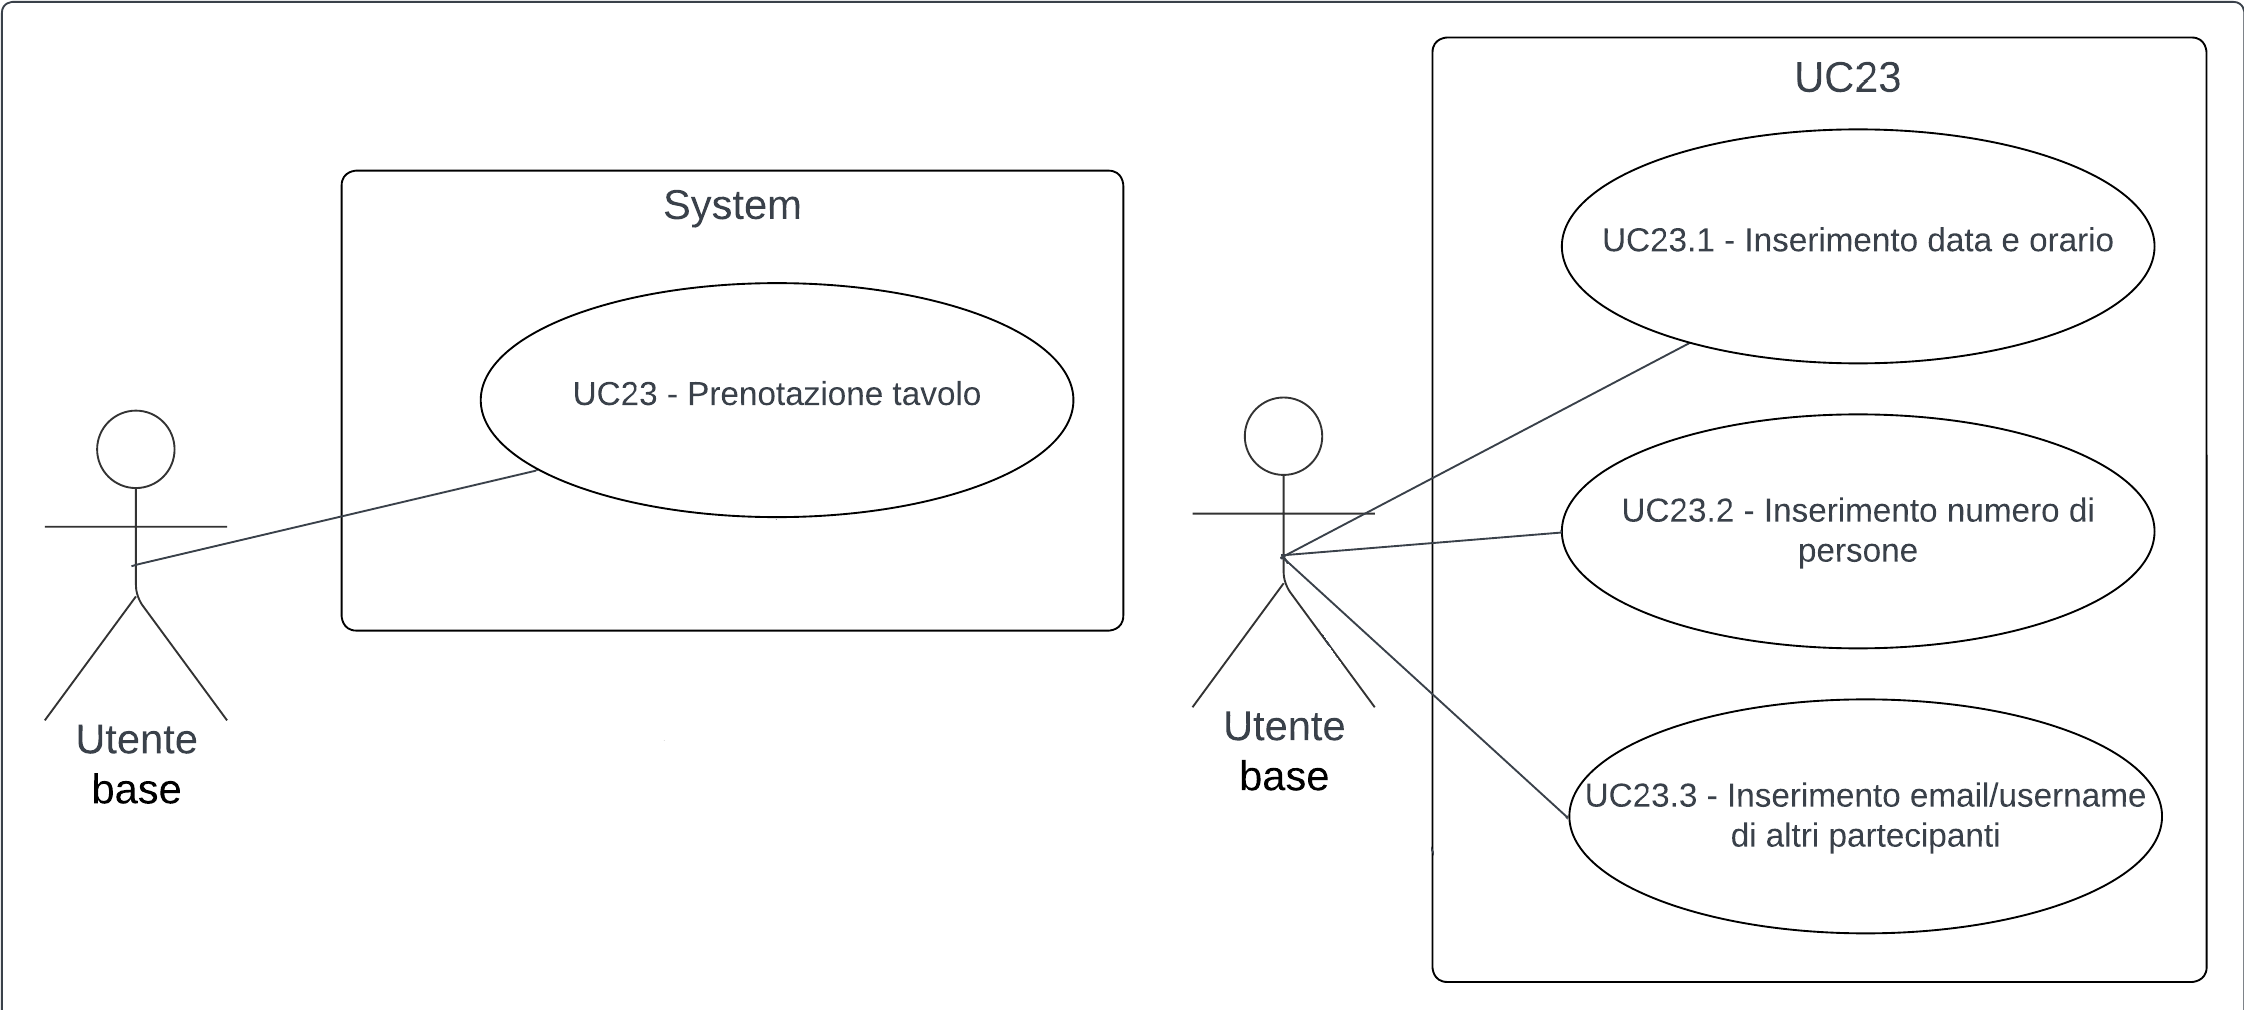 System
UC23 - Prenotazione tavolo
Utente
base
UC23
UC23.1 - Inserimento data e orario
UC23.2 - Inserimento numero di
persone
UC23.3 - Inserimento email/username
di altri partecipanti
Utente
base